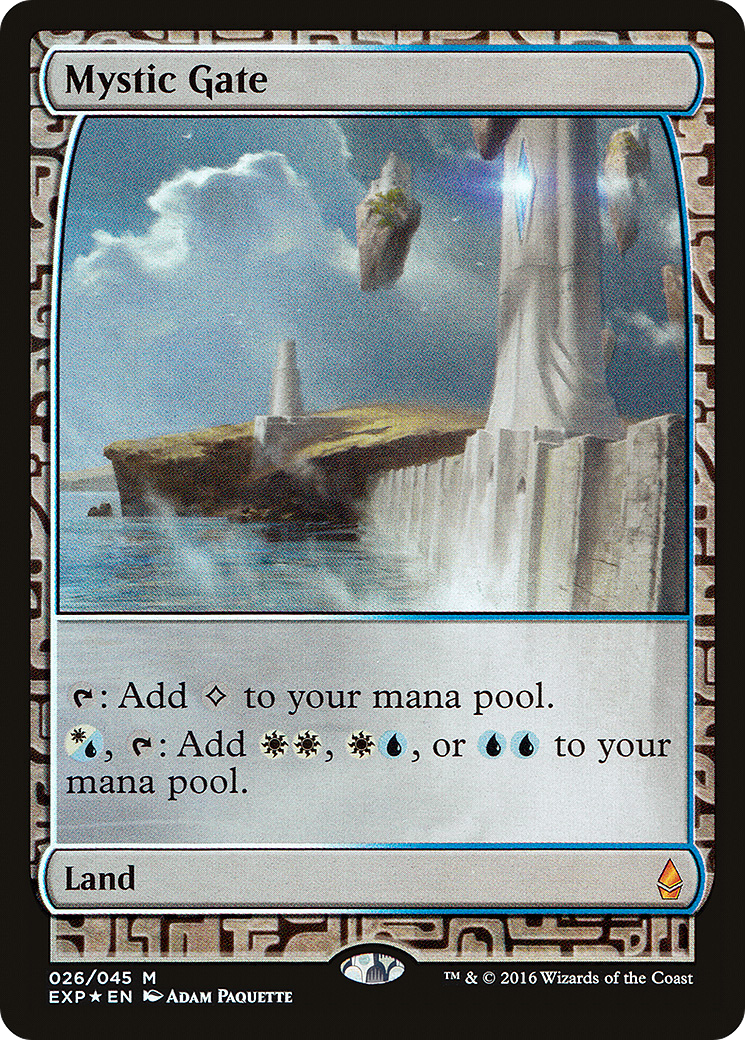 Mystic Gate
: Add to your mana pool.
, : Add , , or to your
mana pool.
Land
026/045 M
EXP★EN Adam Paquette
™ & © 2016 Wizards of the Coast